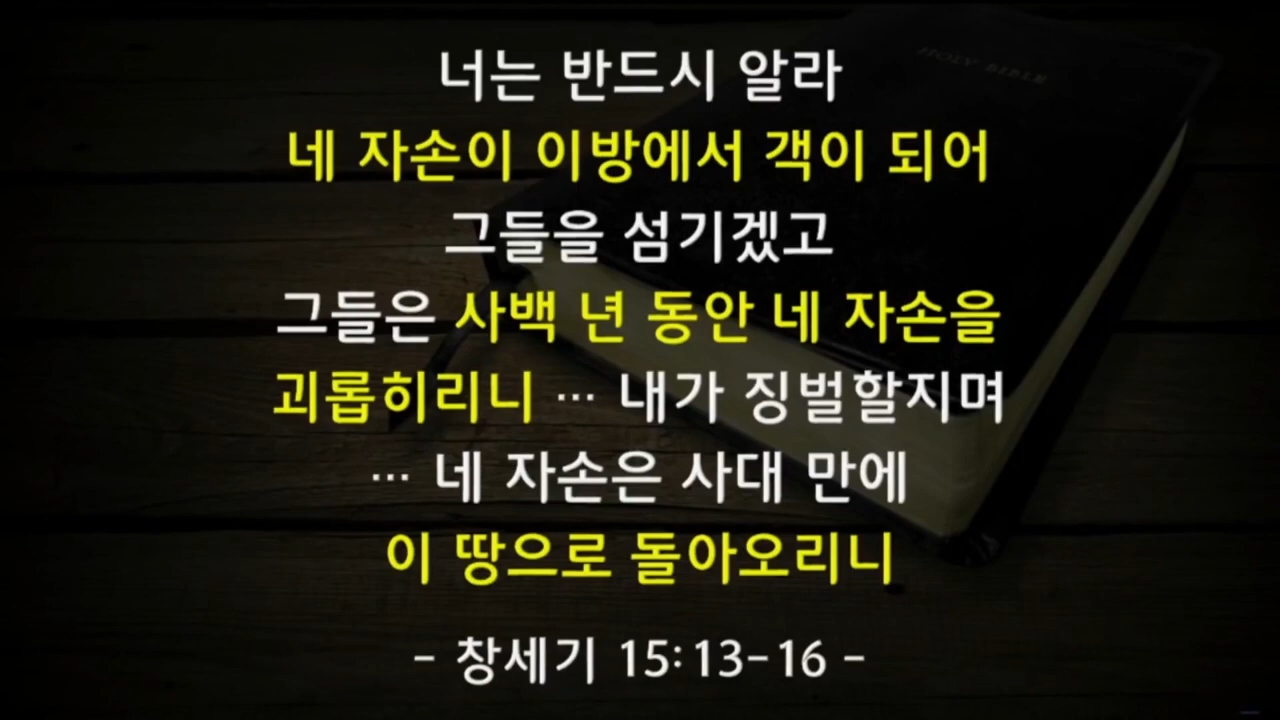 HOLY BIBLE
너는 반드시 알라
네 자손이 이방에서 객이 되어
그들을 섬기겠고
그들은 사백 년 동안 네 자손을
괴롭히리니 … 내가 징벌할지며
… 네 자손은 사대 만에
이 땅으로 돌아오리니
- 창세기 15:13-16 -